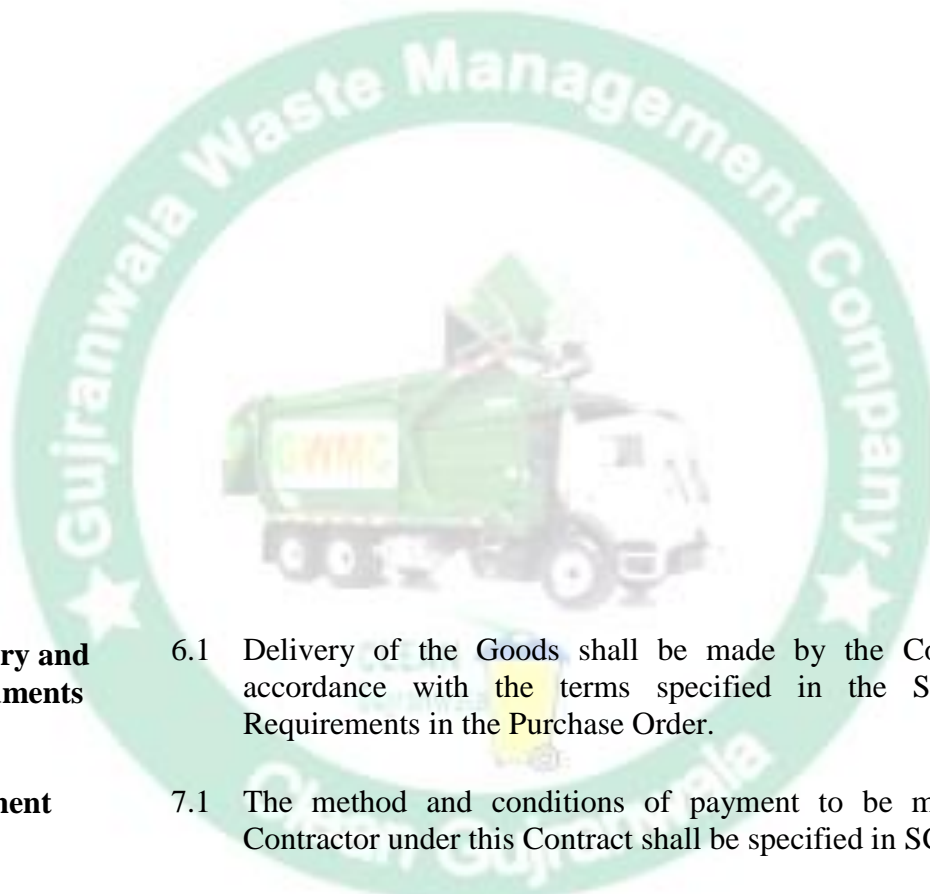 Gujranwala Waste Management Company
GWMC
ry and 6.1 Delivery of the Goods shall be made by the Co
uments accordance with the terms specified in the S
Requirements in the Purchase Order.
ment 7.1 The method and conditions of payment to be m
Contractor under this Contract shall be specified in SC
Clean Gujranwala